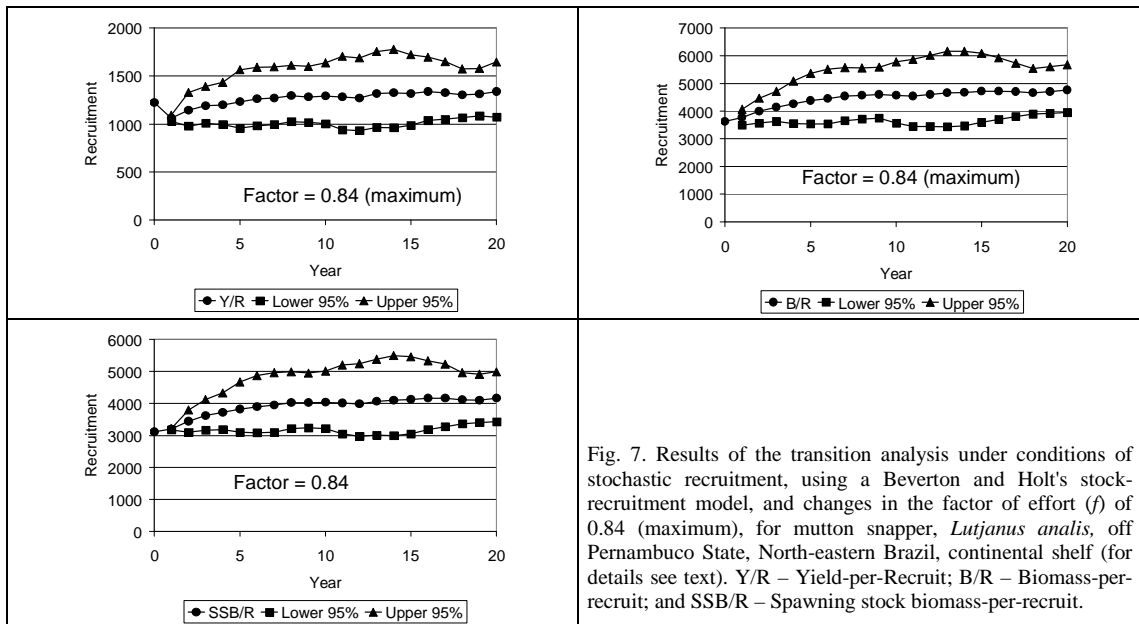 2000
1500
1000
500
0
Recruitment
Factor = 0.84 (maximum)
0 5 10 15 20
Year
Y/R Lower 95% Upper 95%
7000
6000
5000
4000
3000
2000
1000
0
Recruitment
Factor = 0.84 (maximum)
0 5 10 15 20
Year
B/R Lower 95% Upper 95%
6000
5000
4000
3000
2000
1000
0
Recruitment
Factor = 0.84
0 5 10 15 20
Year
SSB/R Lower 95% Upper 95%
Fig. 7. Results of the transition analysis under conditions of
stochastic recruitment, using a Beverton and Holt's stock-
recruitment model, and changes in the factor of effort (f) of
0.84 (maximum), for mutton snapper, Lutjanus analis, off
Pernambuco State, North-eastern Brazil, continental shelf (for
details see text). Y/R – Yield-per-Recruit; B/R – Biomass-per-
recruit; and SSB/R – Spawning stock biomass-per-recruit.